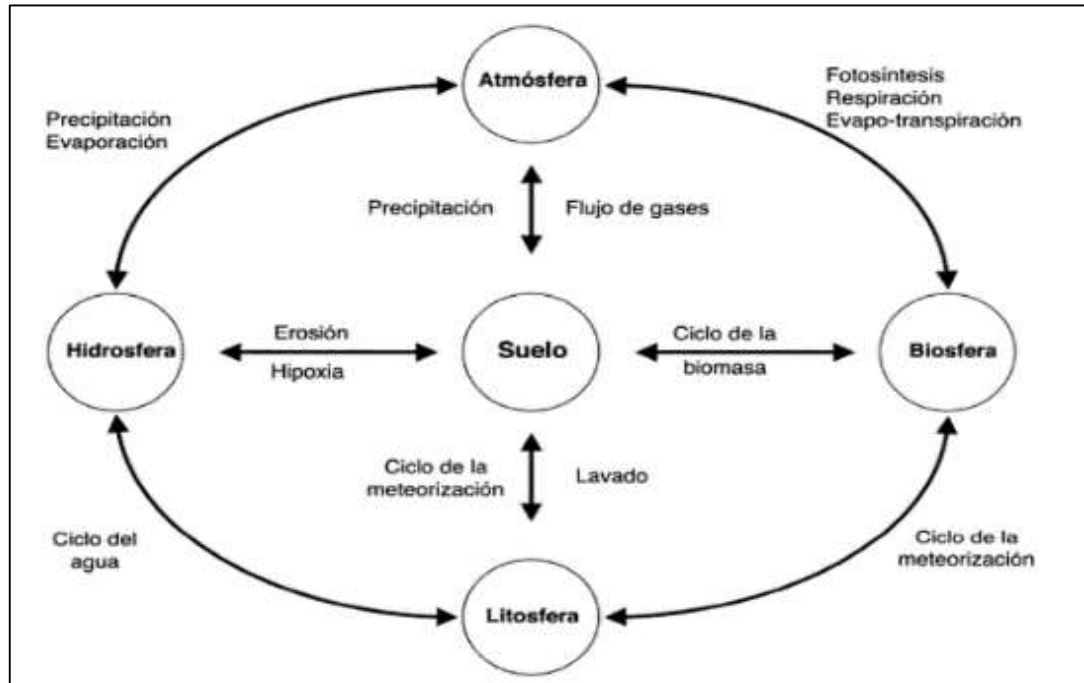 Atmósfera
Precipitación
Evaporación
Fotosíntesis
Respiración
Evapo-transpiración
Precipitación
Flujo de gases
Hidrosfera
Erosión
Hipoxia
Suelo
Ciclo de la
biomasa
Biosfera
Ciclo de la
meteorización
Lavado
Ciclo del
agua
Ciclo de la
meteorización
Litosfera